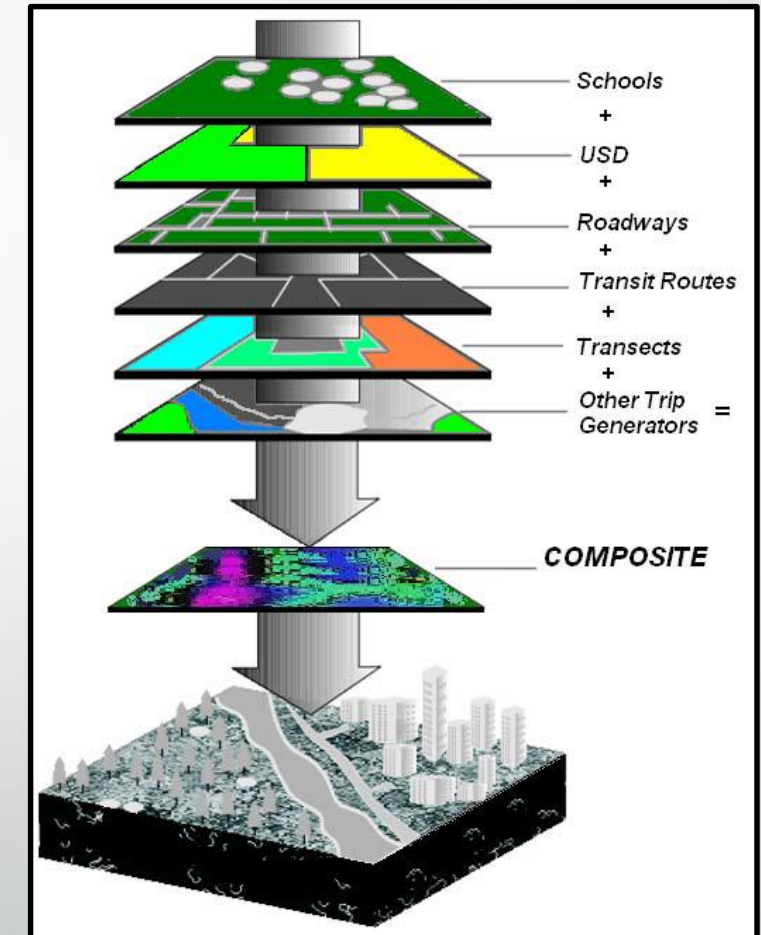 Schools
+
USD
+
Roadways
+
Transit Routes
+
Transects
+
Other Trip
Generators =
COMPOSITE